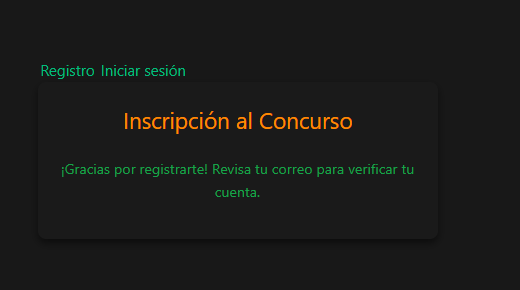 Registro Iniciar sesión
Inscripción al Concurso
¡Gracias por registrarte! Revisa tu correo para verificar tu
cuenta.